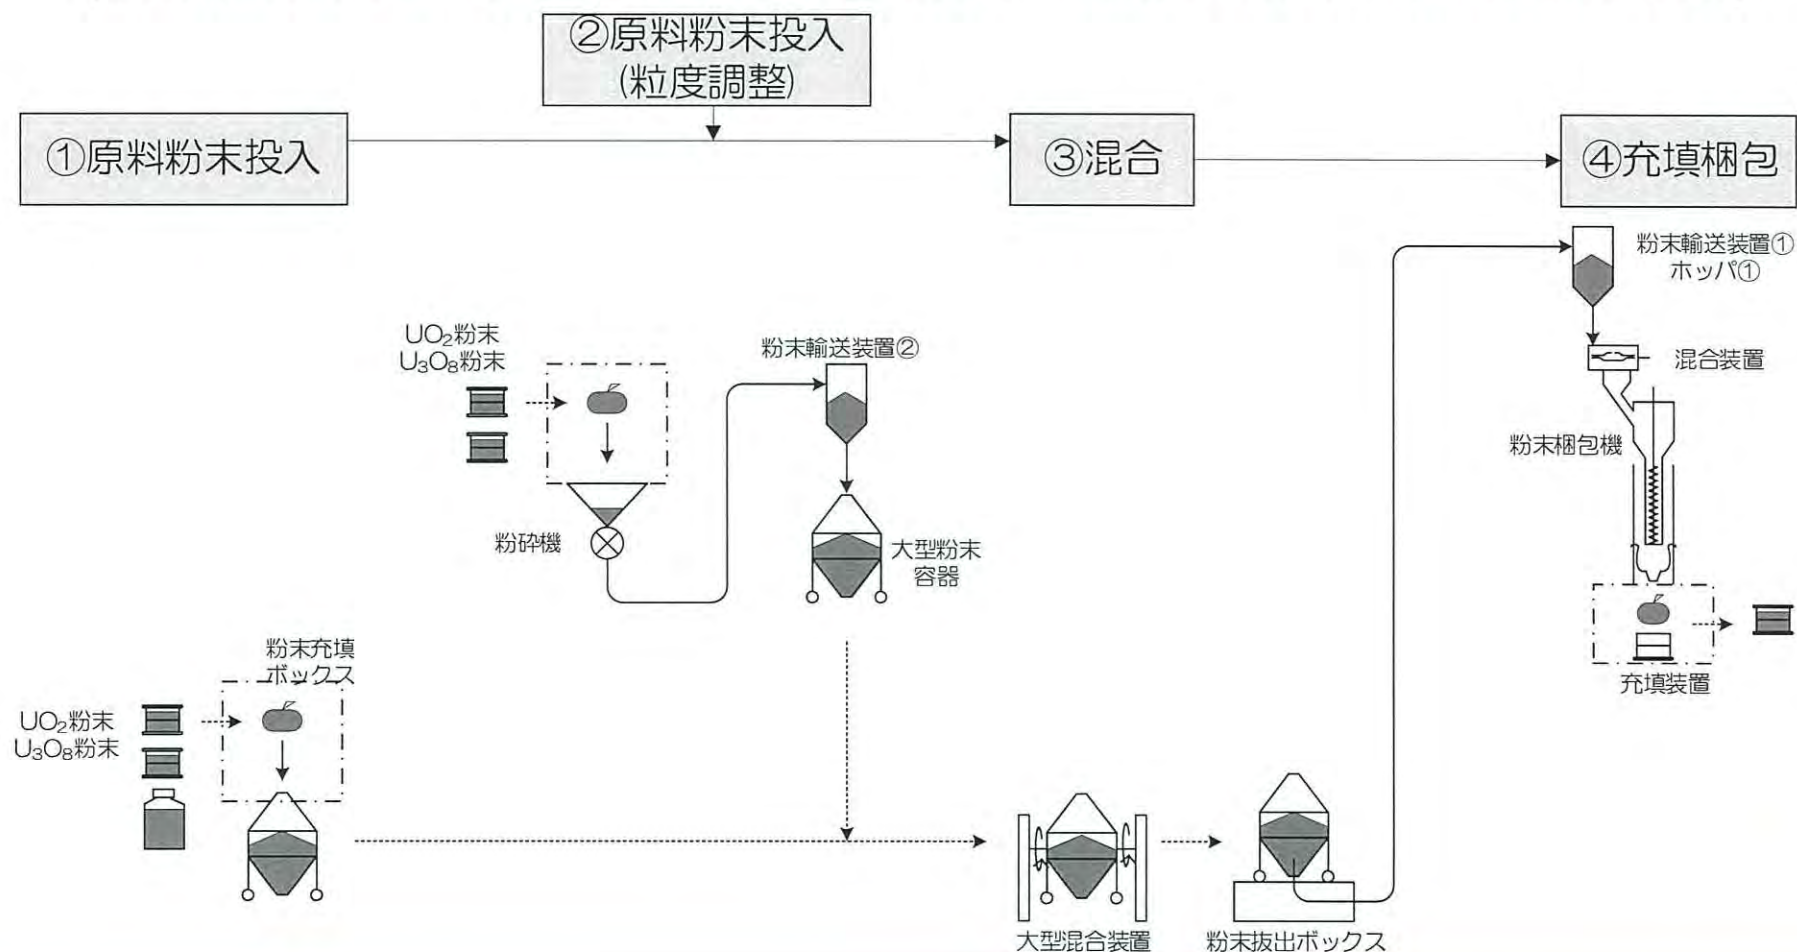 ②原料粉末投入
(粒度調整)
①原料粉末投入
③混合
④充填梱包
粉末輸送装置①
ホッパ①
UO₂粉末
U₃O₈粉末
粉末輸送装置②
混合装置
粉末梱包機
粉砕機
大型粉末
容器
粉末充填
ボックス
充填装置
UO₂粉末
U₃O₈粉末
大型混合装置
粉末抜出ボックス